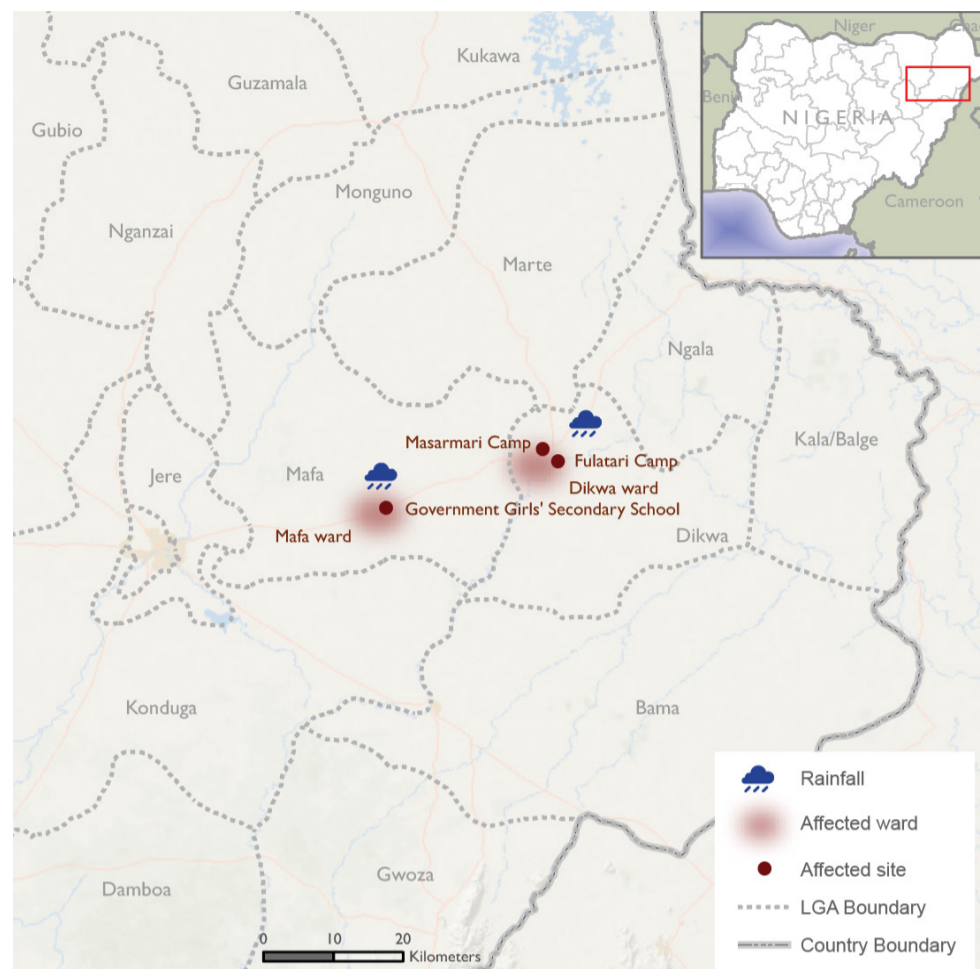 Niger
Cha
Beni
NIGERIA
Cameroon
Kukawa
Guzamala
Gubio
Monguno
Nganzai
Marte
Ngala
Kala/Balge
Masarmari Camp
Fulatari Camp
Jere
Mafa
Dikwa ward
Government Girls' Secondary School
Mafa ward
Dikwa
Konduga
Bama
Damboa
Gwoza
Rainfall
Affected ward
Affected site
LGA Boundary
Country Boundary
0 10 20
Kilometers